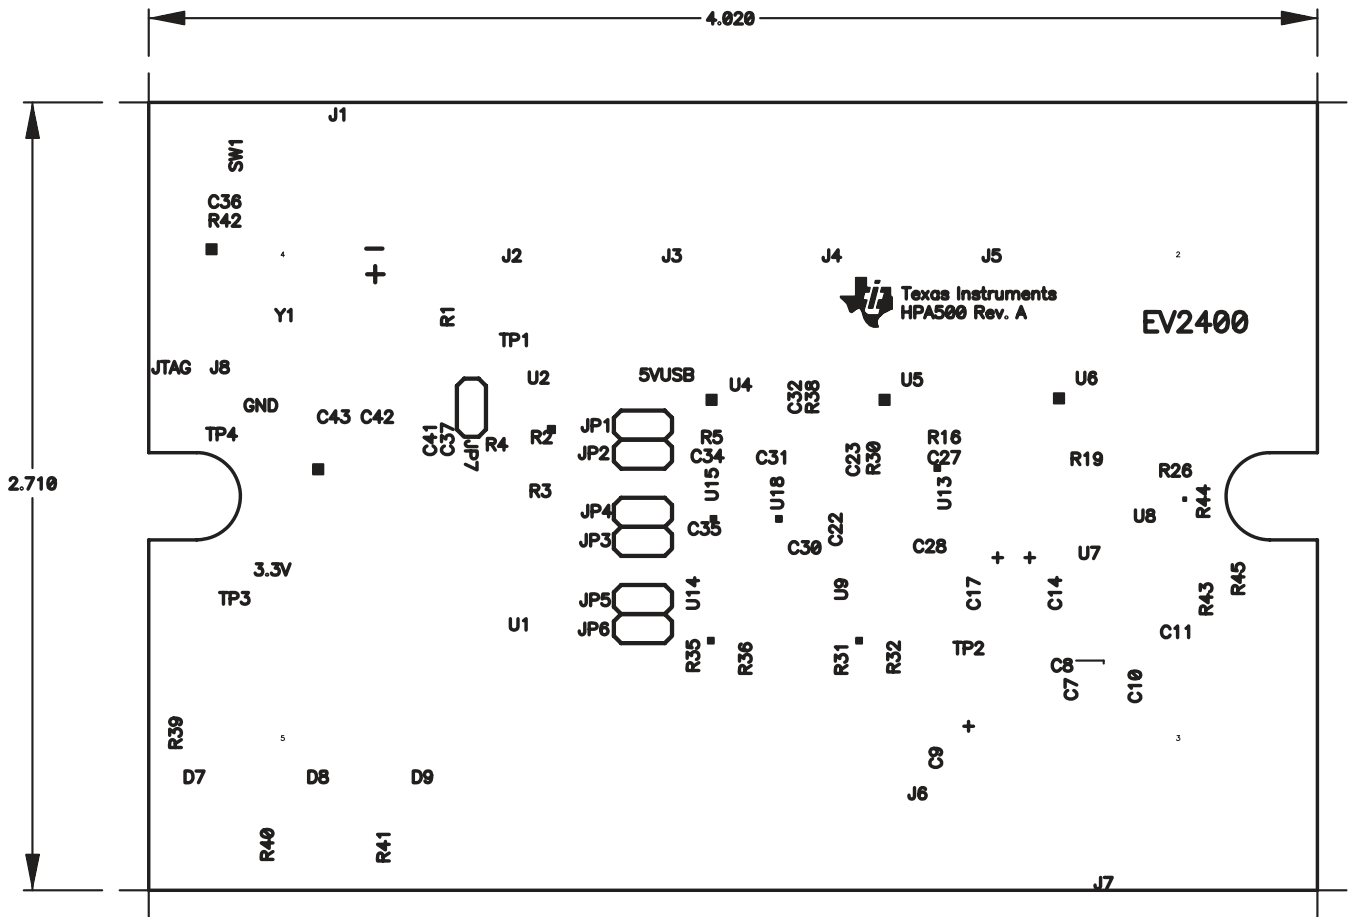 4.020
J1
SW1
C36
R42
4
−
+
J2
J3
J4
J5
2
Texas Instruments
HPA500 Rev. A
EV2400
Y1
R1
TP1
JTAG J8
U2
5VUSB
U4
U5
U6
GND
C43 C42
C32
R38
TP4
C41
C37
JP7
R4
R2
JP1
JP2
R5
C34
C31
C23
R30
R16
C27
R19
R26
2.710
R3
U15
U18
U13
R44
JP4
JP3
C35
C30
C22
C28
U8
U7
+ +
3.3V
TP3
JP5
JP6
U14
U9
C17
C14
R43
R45
U1
C11
R35
R36
R31
R32
TP2
C8
C7
C10
R39
5
+
3
C9
D7
D8
D9
J6
R40
R41
J7